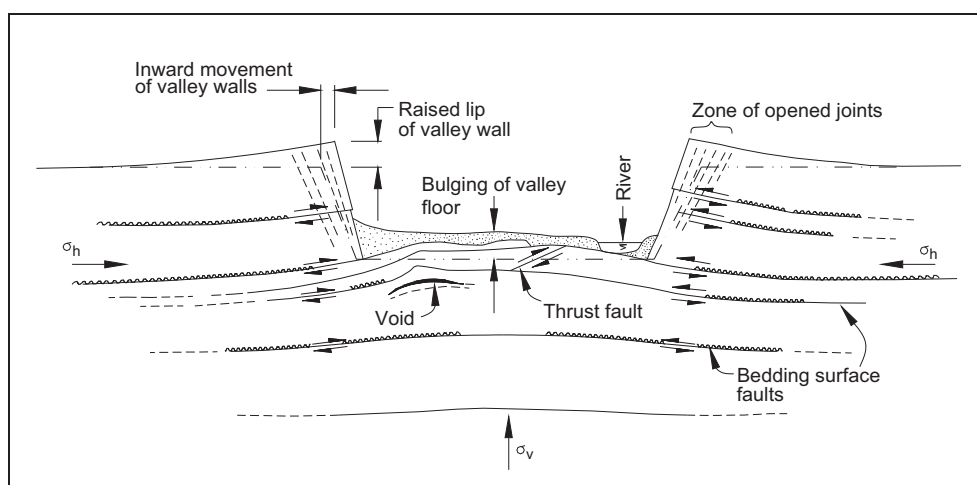 Inward movement
of valley walls
Raised lip
of valley wall
Zone of opened joints
River
Bulging of valley
floor
σh
σh
Void
Thrust fault
Bedding surface
faults
σv